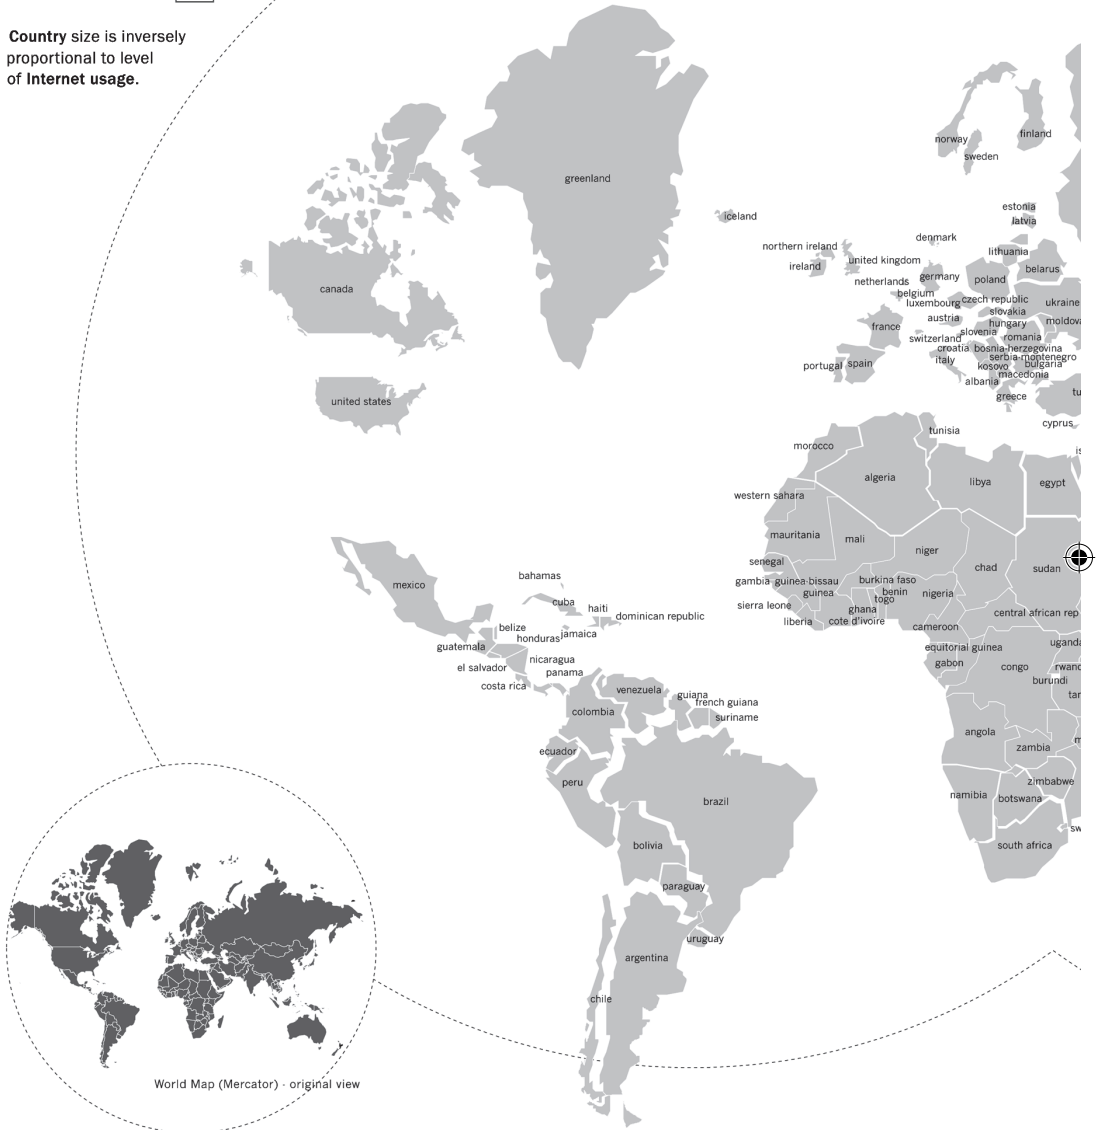 Country size is inversely
proportional to level
of Internet usage.
greenland
norway
finland
sweden
iceland
estonia
latvia
denmark
northern ireland
lithuania
united kingdom
ireland
belarus
germany
poland
netherlands
canada
belgium
czech republic
luxembourg
ukraine
slovakia
austria
moldova
hungary
france
slovenia
switzerland
romania
croatia
bosnia-herzegovina
serbia-montenegro
italy
portugal
spain
kosovo
bulgaria
macedonia
albania
tu
greece
united states
cyprus
tunisia
morocco
is
algeria
libya
egypt
western sahara
mauritania
mali
niger
senegal
chad
sudan
bahamas
gambia
guinea-bissau
burkina faso
mexico
guinea
benin
nigeria
togo
cuba
sierra leone
haiti
ghana
central african rep
dominican republic
liberia
cote d'ivoire
belize
cameroon
jamaica
honduras
guatemala
equitorial guinea
uganda
nicaragua
gabon
congo
rwand
el salvador
panama
burundi
costa rica
venezuela
guiana
tar
french guiana
colombia
suriname
angola
m
ecuador
zambia
peru
zimbabwe
namibia
botswana
brazil
sw
bolivia
south africa
paraguay
uruguay
argentina
chile
World Map (Mercator) - original view